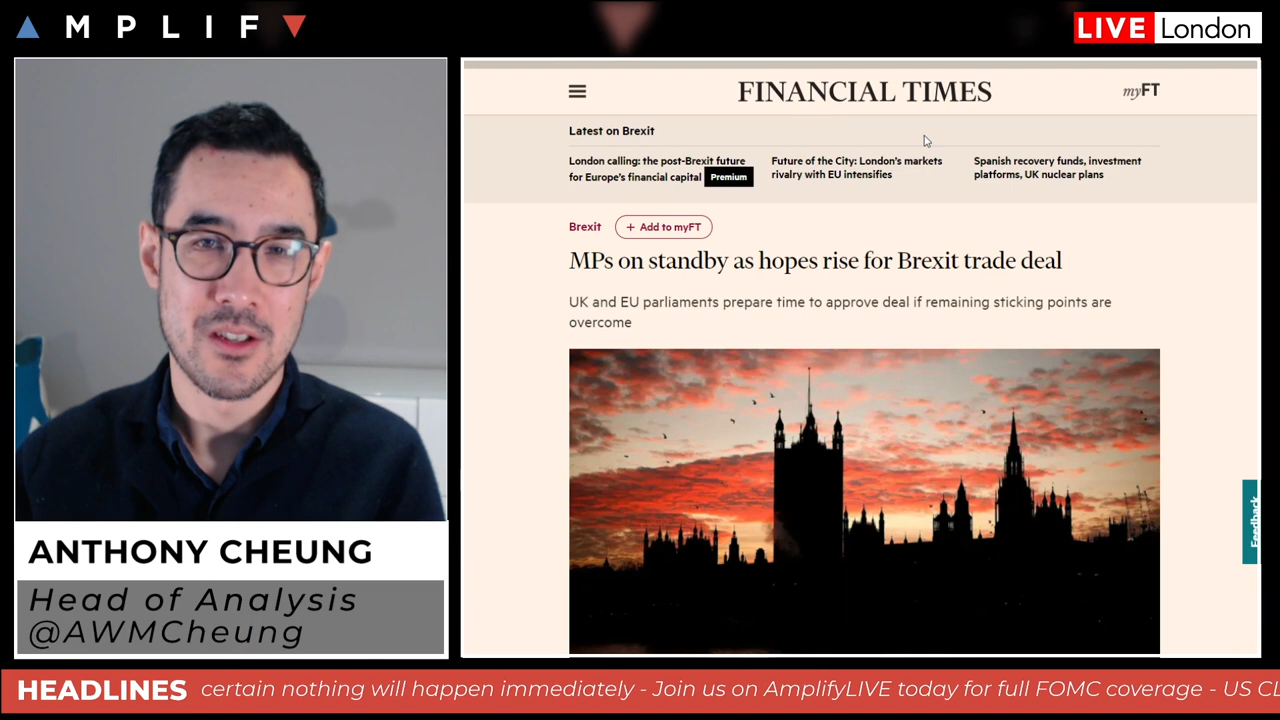 AMPLIFY
LIVE London
FINANCIAL TIMES
myFT
Latest on Brexit
London calling: the post-Brexit future
for Europe's financial capital Premium
Future of the City: London's markets
rivalry with EU intensifies
Spanish recovery funds, investment
platforms, UK nuclear plans
Brexit
+ Add to myFT
MPs on standby as hopes rise for Brexit trade deal
UK and EU parliaments prepare time to approve deal if remaining sticking points are
overcome
Feedback
ANTHONY CHEUNG
Head of Analysis
@AWMCheung
HEADLINES certain nothing will happen immediately - Join us on AmplifyLIVE today for full FOMC coverage - US CL